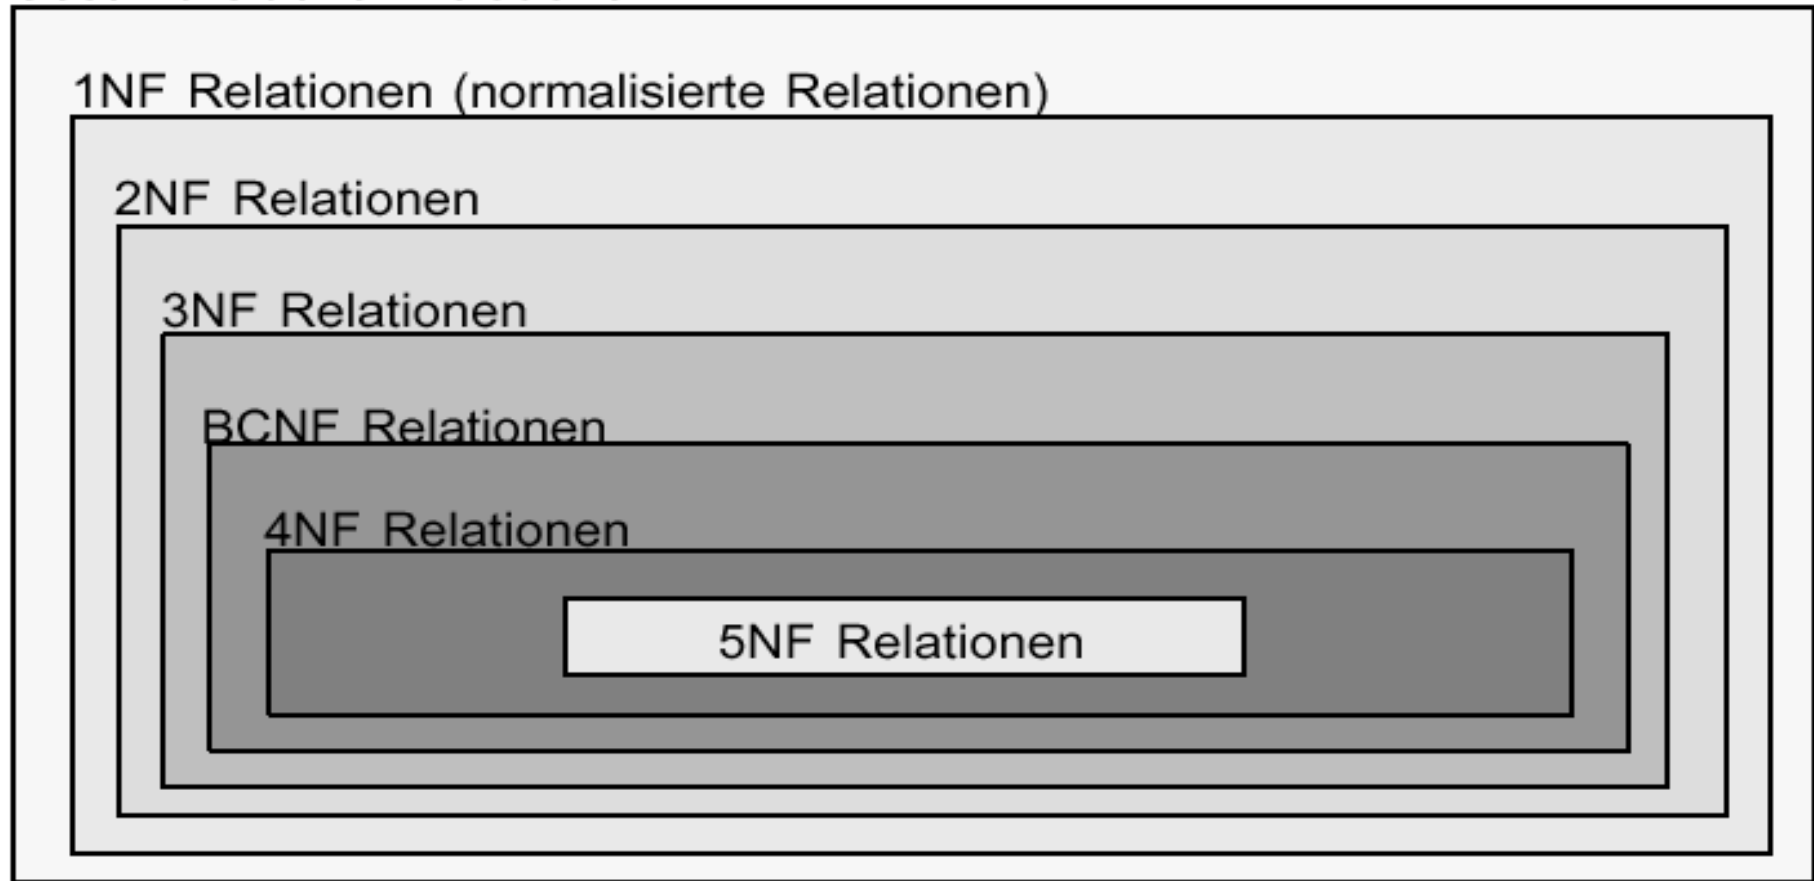 1NF Relationen (normalisierte Relationen)
2NF Relationen
3NF Relationen
BCNF Relationen
4NF Relationen
5NF Relationen